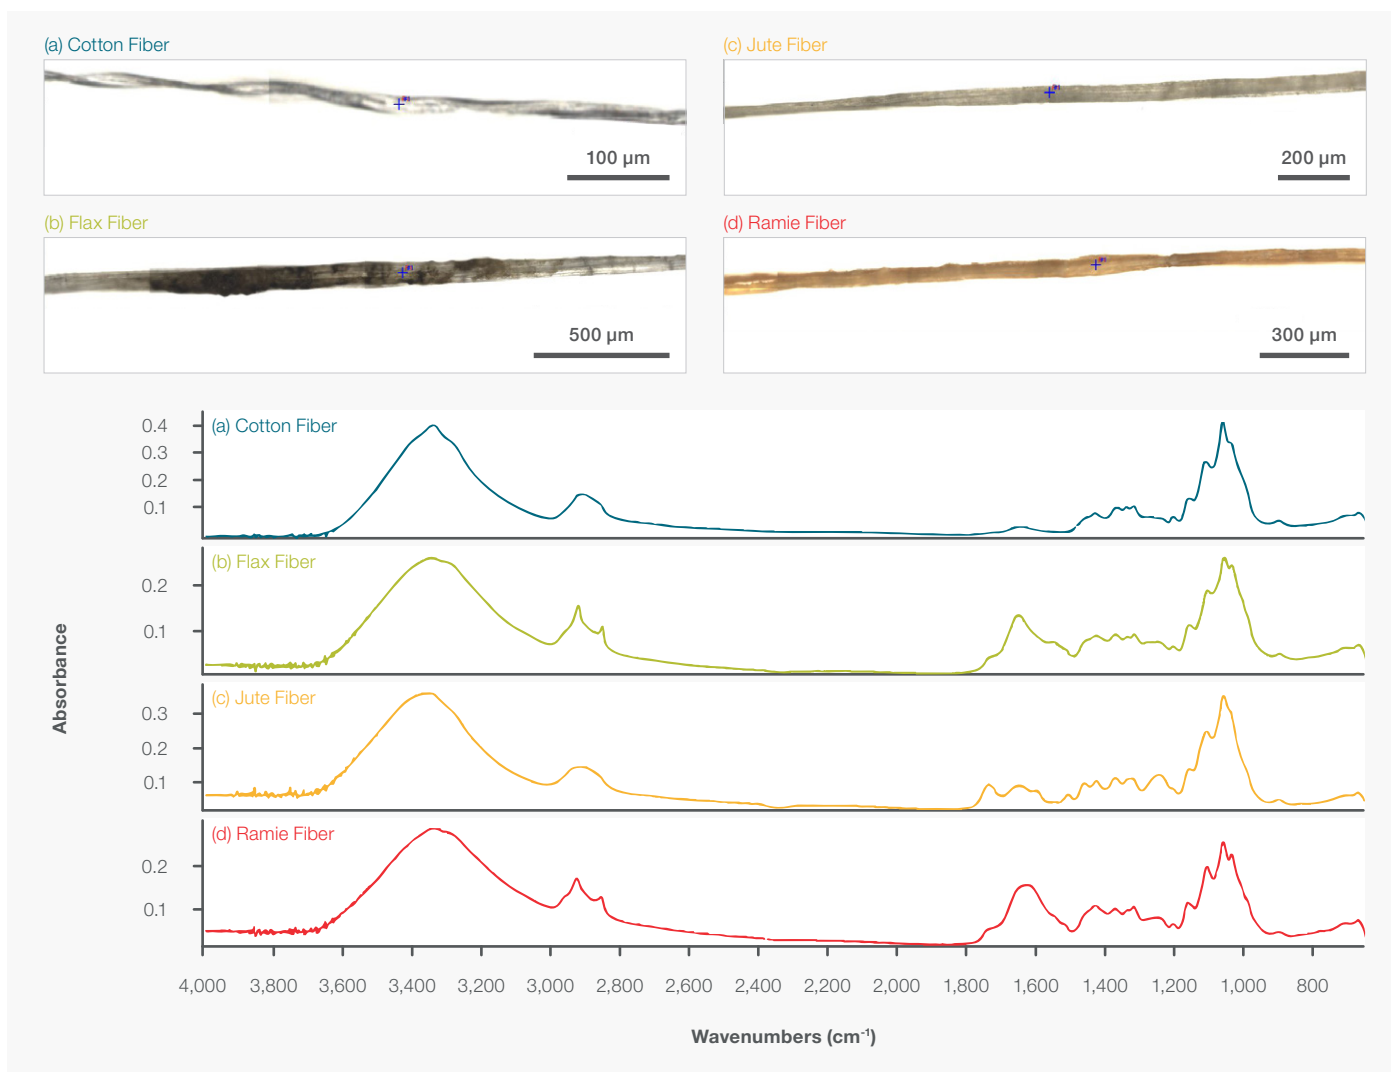 (a) Cotton Fiber
100 µm
(c) Jute Fiber
200 µm
(b) Flax Fiber
500 µm
(d) Ramie Fiber
300 µm
Absorbance
(a) Cotton Fiber
0.4
0.3
0.2
0.1
(b) Flax Fiber
0.2
0.1
(c) Jute Fiber
0.3
0.2
0.1
(d) Ramie Fiber
0.2
0.1
4,000 3,800 3,600 3,400 3,200 3,000 2,800 2,600 2,400 2,200 2,000 1,800 1,600 1,400 1,200 1,000 800
Wavenumbers (cm⁻¹)